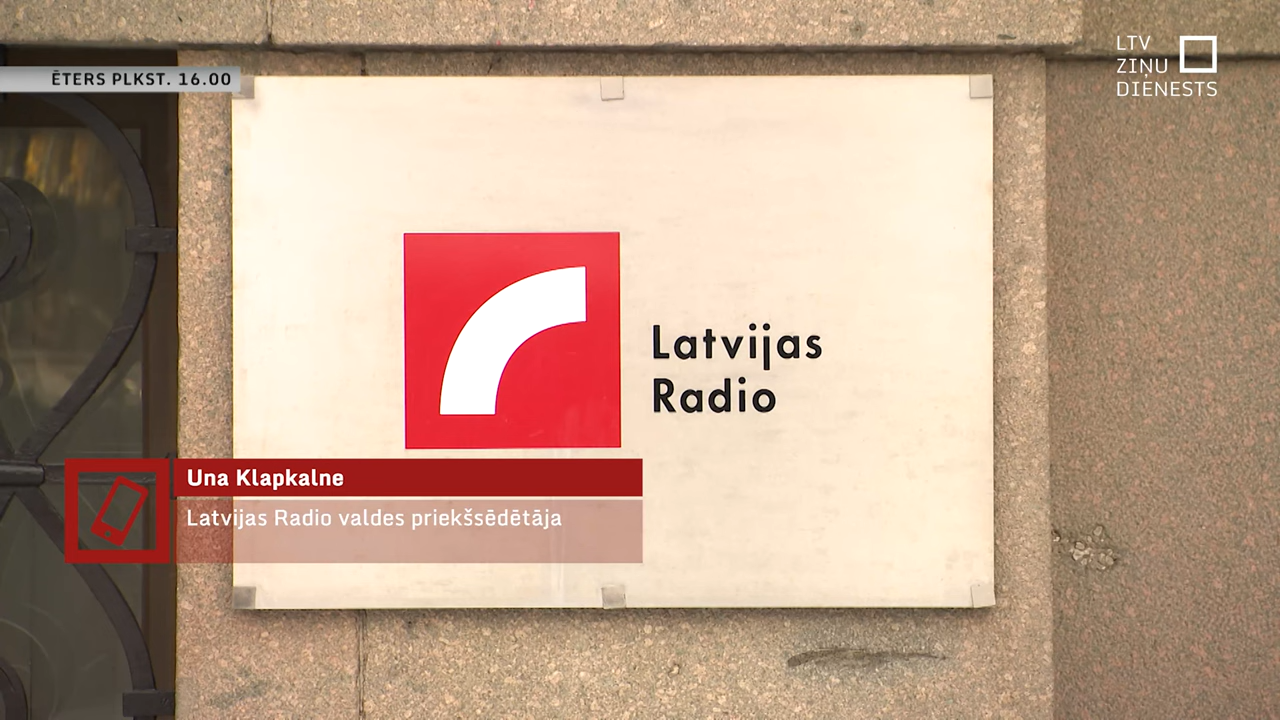 ĒTERS PLKST. 16.00
LTV
ZIŅU
DIENESTS
Latvijas
Radio
Una Klapkalne
Latvijas Radio valdes priekšsēdētāja